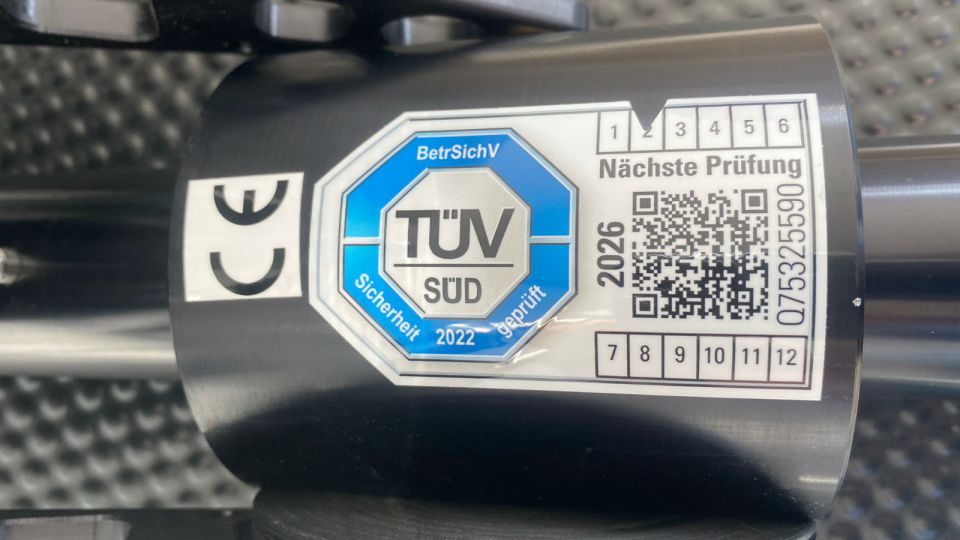 CE
BetrSichV
TÜV
SÜD
Sicherheit 2022 geprüft
1 2 3 4 5 6
Nächste Prüfung
2026
Q753255590
7 8 9 10 11 12